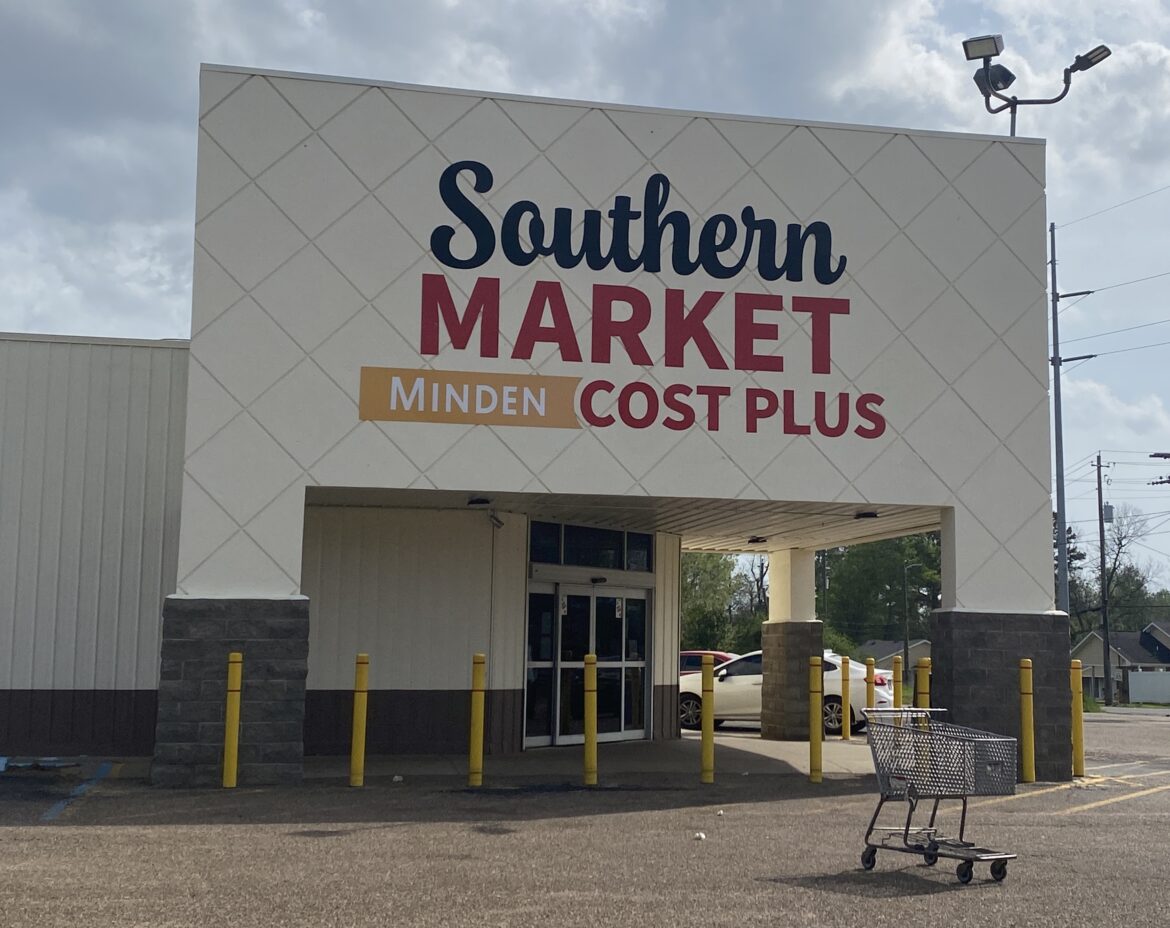 Southern
MARKET
MINDEN COST PLUS